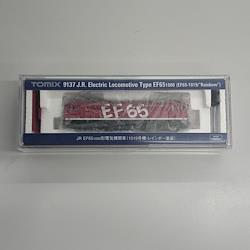 TOMIX 9137 J.R. Electric Locomotive Type EF651000 (EF65-1019/"Rainbow")
EF65
JR EF65 1000形電気機関車(1019号機・レインボー塗装)